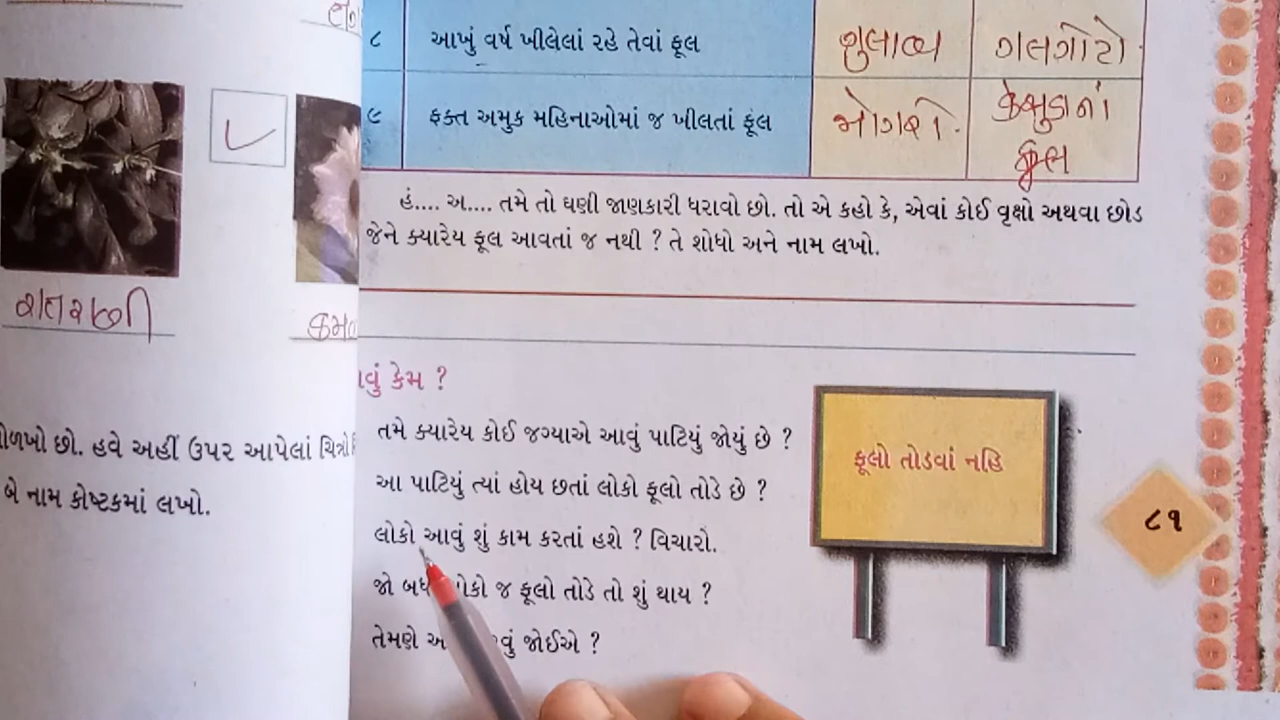 રાતરાણી
કમ
ળખો છો. હવે અહીં ઉપર આપેલાં ચિત્રો
બે નામ કોષ્ટકમાં લખો.
૮ આખું વર્ષ ખીલેલાં રહે તેવાં ફૂલ ગુલાબ ગલગોટો
૯ ફક્ત અમુક મહિનાઓમાં જ ખીલતાં ફૂલ મોગરો. કેસુડાનાં
ફૂલ
હં.... અ.... તમે તો ઘણી જાણકારી ધરાવો છો. તો એ કહો કે, એવાં કોઈ વૃક્ષો અથવા છોડ
જેને ક્યારેય ફૂલ આવતાં જ નથી ? તે શોધો અને નામ લખો.
વું કેમ ?
તમે ક્યારેય કોઈ જગ્યાએ આવું પાટિયું જોયું છે ?
આ પાટિયું ત્યાં હોય છતાં લોકો ફૂલો તોડે છે ?
લોકો આવું શું કામ કરતાં હશે ? વિચારો.
જો લોકો જ ફૂલો તોડે તો શું થાય ?
તેમણે જોઈએ ?
ફૂલો તોડવાં નહિ
૮૧